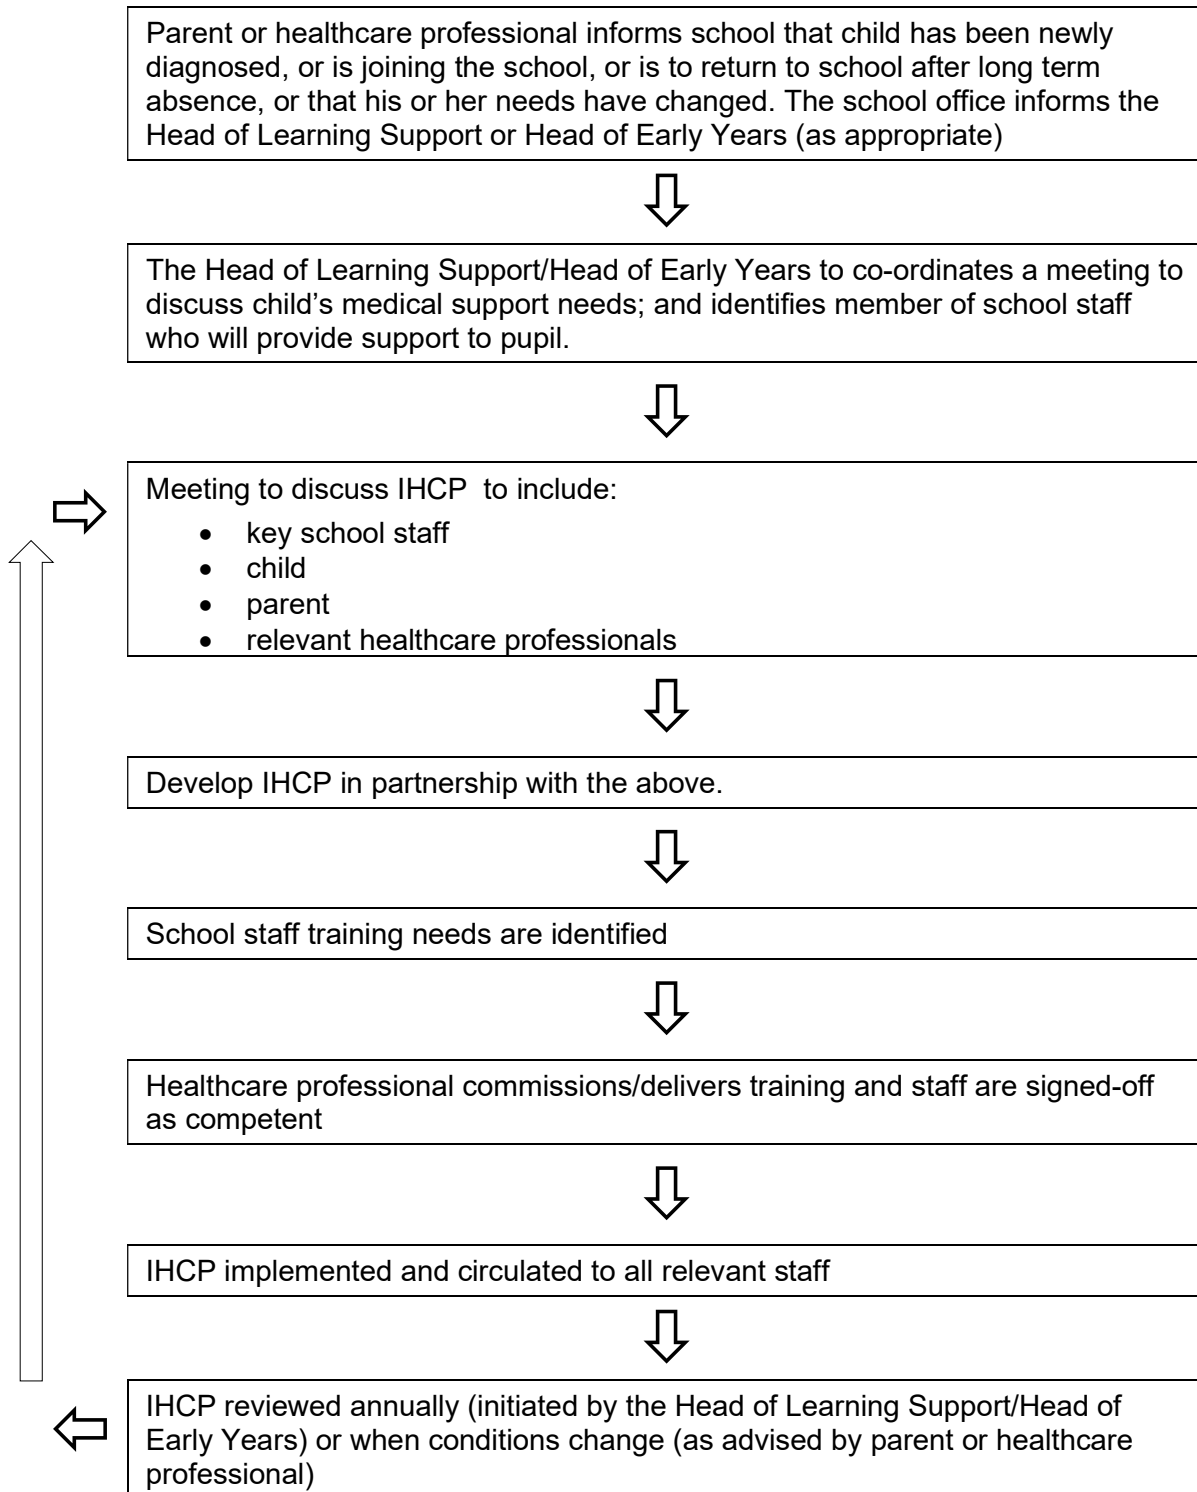 Parent or healthcare professional informs school that child has been newly
diagnosed, or is joining the school, or is to return to school after long term
absence, or that his or her needs have changed. The school office informs the
Head of Learning Support or Head of Early Years (as appropriate)
The Head of Learning Support/Head of Early Years to co-ordinates a meeting to
discuss child’s medical support needs; and identifies member of school staff
who will provide support to pupil.
Meeting to discuss IHCP  to include:
• key school staff
• child
• parent
• relevant healthcare professionals
Develop IHCP in partnership with the above.
School staff training needs are identified
Healthcare professional commissions/delivers training and staff are signed-off
as competent
IHCP implemented and circulated to all relevant staff
IHCP reviewed annually (initiated by the Head of Learning Support/Head of
Early Years) or when conditions change (as advised by parent or healthcare
professional)